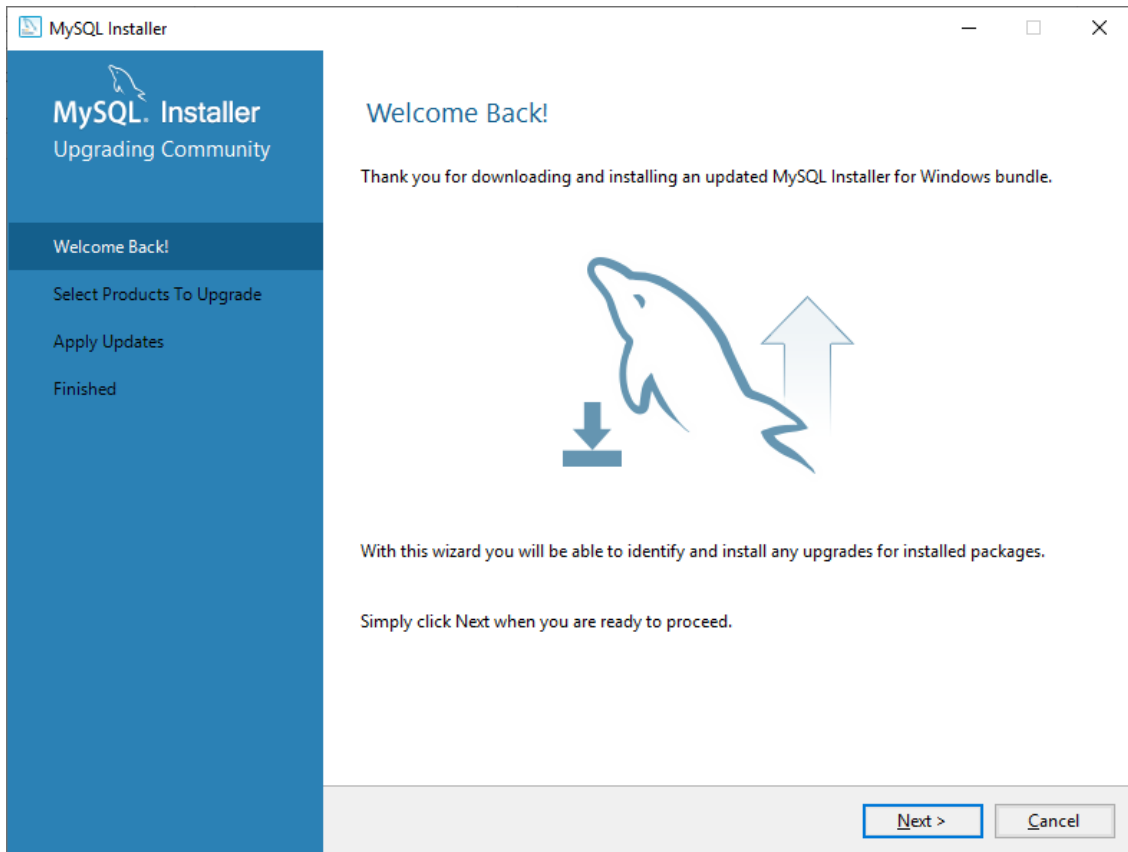 MySQL Installer
MySQL. Installer
Upgrading Community
Welcome Back!
Select Products To Upgrade
Apply Updates
Finished
Welcome Back!
Thank you for downloading and installing an updated MySQL Installer for Windows bundle.
With this wizard you will be able to identify and install any upgrades for installed packages.
Simply click Next when you are ready to proceed.
Next >
Cancel